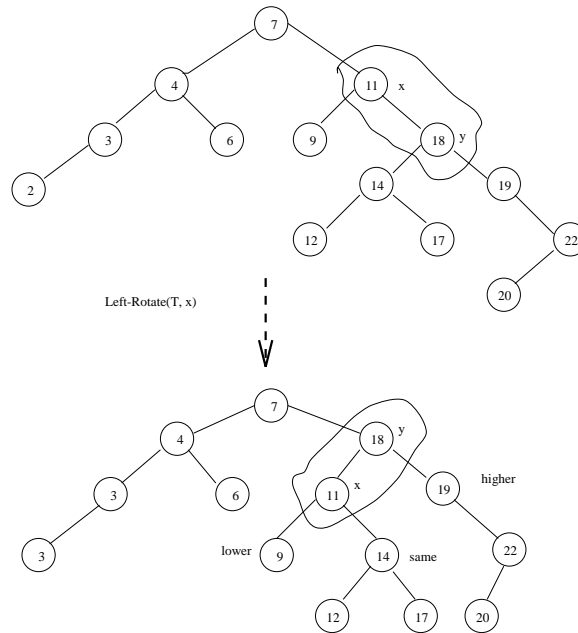 7
4 11 x
3 6 9 18 y
2 14 19
12 17 22
20
Left-Rotate(T, x)
7
4 18 y
3 6 11 x 19 higher
3 lower 9 14 same 22
12 17 20